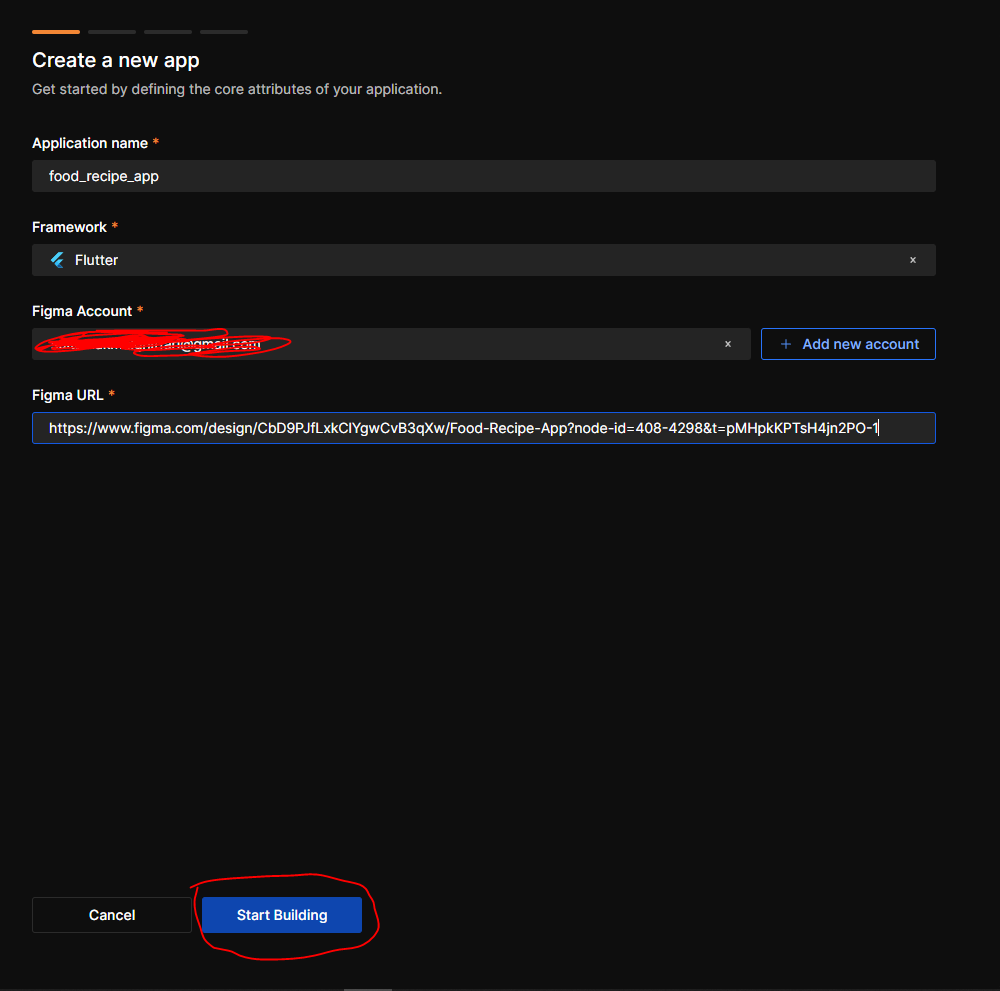 Create a new app
Get started by defining the core attributes of your application.
Application name *
food_recipe_app
Framework *
Flutter
×
Figma Account *
@gmail.com
×
+ Add new account
Figma URL *
https://www.figma.com/design/CbD9PJfLxkClYgwCvB3qXw/Food-Recipe-App?node-id=408-4298&t=pMHpkKPTsH4jn2PO-1
Cancel
Start Building